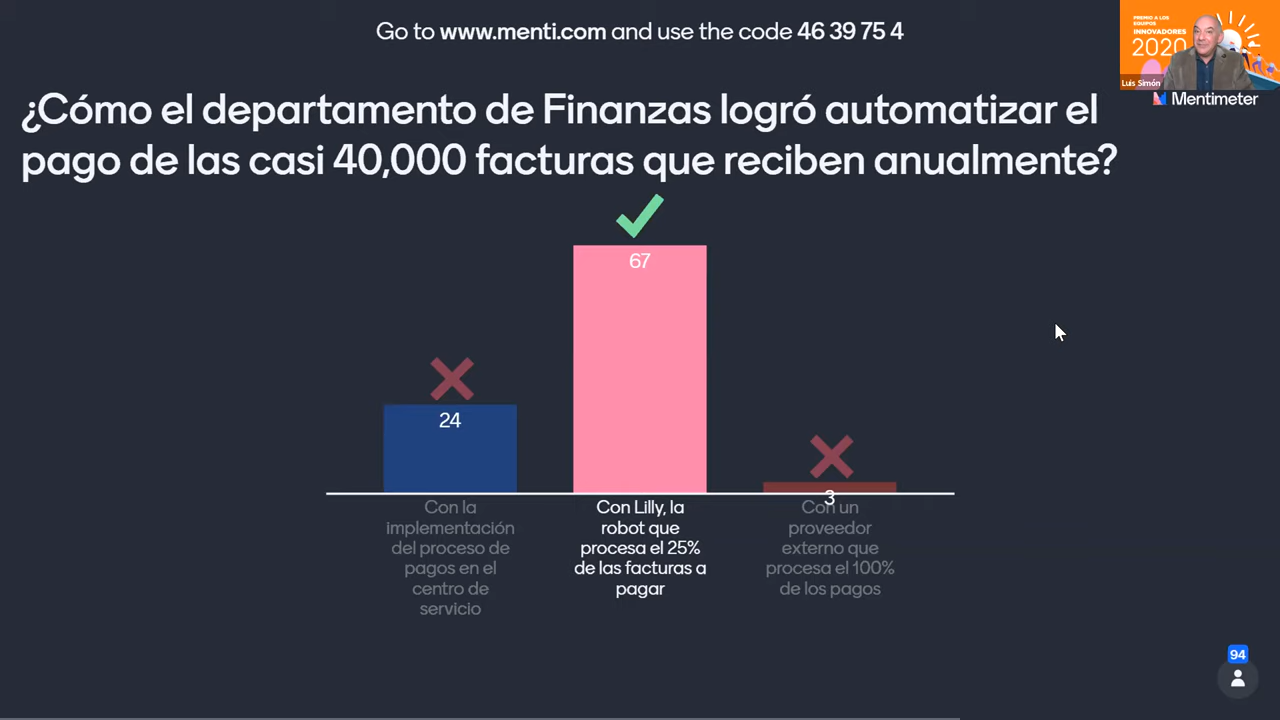 Go to www.menti.com and use the code 46 39 75 4
PREMIO A LOS
EQUIPOS
INNOVADORES
2020
Luis Simón
Mentimeter
¿Cómo el departamento de Finanzas logró automatizar el
pago de las casi 40,000 facturas que reciben anualmente?
24
67
3
Con la
implementación
del proceso de
pagos en el
centro de
servicio
Con Lilly, la
robot que
procesa el 25%
de las facturas a
pagar
Con un
proveedor
externo que
procesa el 100%
de los pagos
94